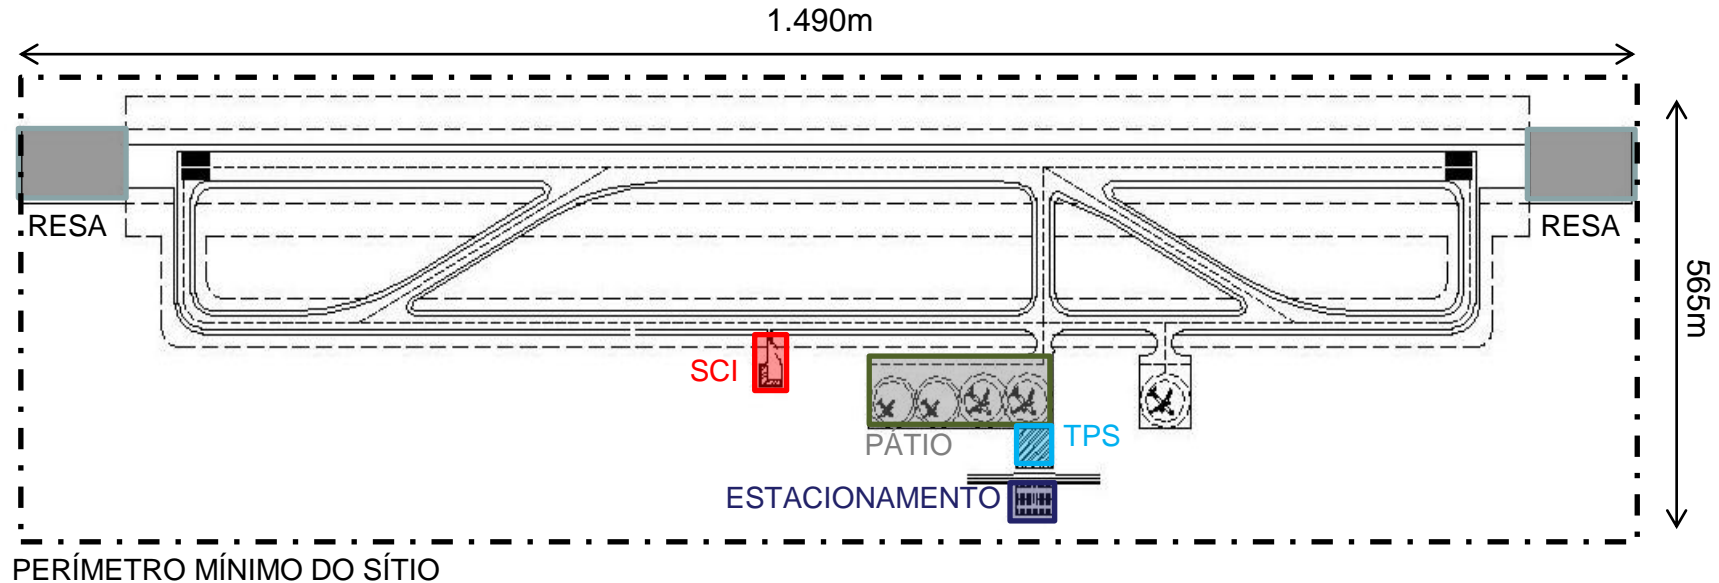 1.490m
RESA
RESA
565m
SCI
PÁTIO
TPS
ESTACIONAMENTO
PERÍMETRO MÍNIMO DO SÍTIO